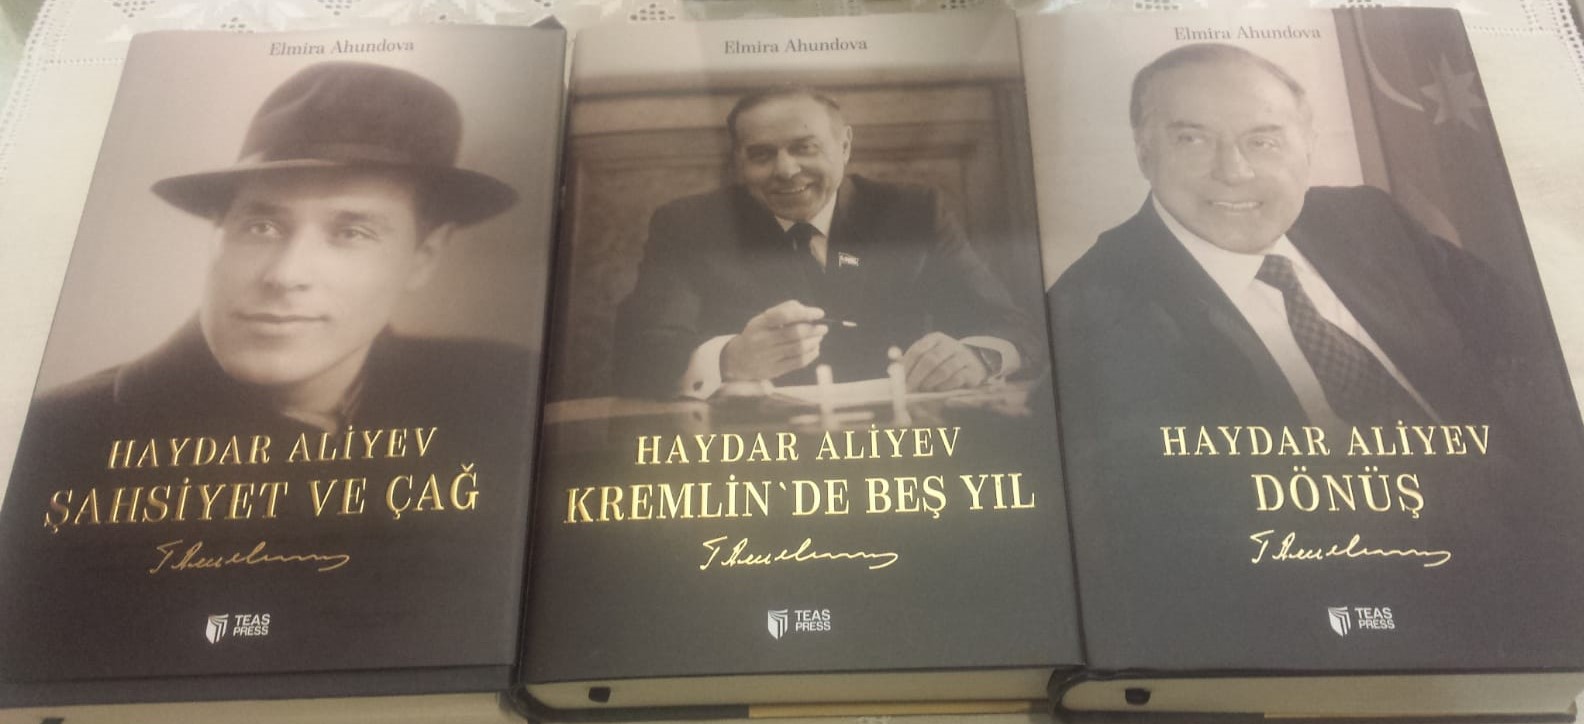 Elmira Ahundova
HAYDAR ALİYEV
ŞAHSİYET VE ÇAĞ
TEAS
PRESS
Elmira Ahundova
HAYDAR ALİYEV
KREMLİN`DE BEŞ YIL
TEAS
PRESS
Elmira Ahundova
HAYDAR ALİYEV
DÖNÜŞ
TEAS
PRESS